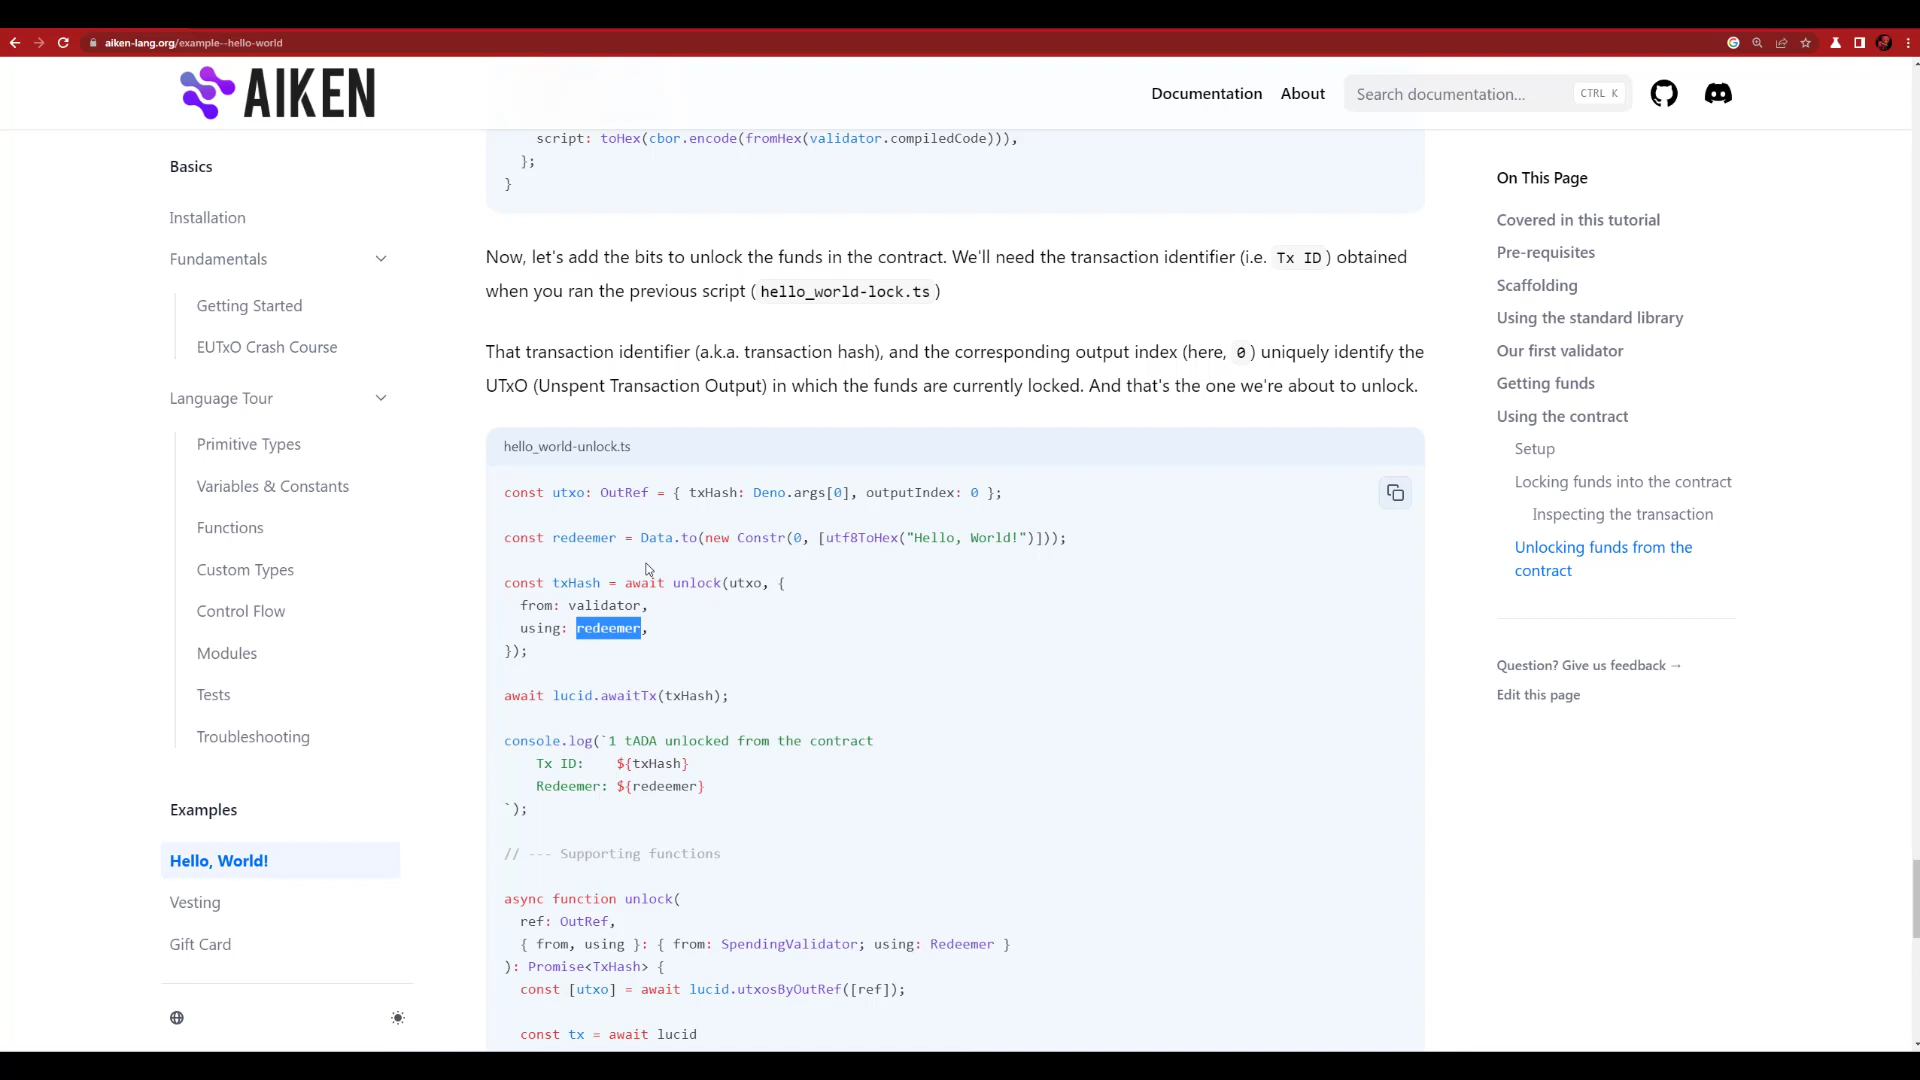 aiken-lang.org/example--hello-world
AIKEN
Documentation
About
Search documentation...
CTRL K
Basics
Installation
Fundamentals
Getting Started
EUTxO Crash Course
Language Tour
Primitive Types
Variables & Constants
Functions
Custom Types
Control Flow
Modules
Tests
Troubleshooting
Examples
Hello, World!
Vesting
Gift Card
script: toHex(cbor.encode(fromHex(validator.compiledCode))),
};
}
Now, let's add the bits to unlock the funds in the contract. We'll need the transaction identifier (i.e. Tx ID) obtained
when you ran the previous script (hello_world-lock.ts)
That transaction identifier (a.k.a. transaction hash), and the corresponding output index (here, 0) uniquely identify the
UTxO (Unspent Transaction Output) in which the funds are currently locked. And that's the one we're about to unlock.
hello_world-unlock.ts
const utxo: OutRef = { txHash: Deno.args[0], outputIndex: 0 };
const redeemer = Data.to(new Constr(0, [utf8ToHex("Hello, World!")]));
const txHash = await unlock(utxo, {
from: validator,
using: redeemer,
});
await lucid.awaitTx(txHash);
console.log(`1 tADA unlocked from the contract
Tx ID: ${txHash}
Redeemer: ${redeemer}
`);
// --- Supporting functions
async function unlock(
ref: OutRef,
{ from, using }: { from: SpendingValidator; using: Redeemer }
): Promise<TxHash> {
const [utxo] = await lucid.utxosByOutRef([ref]);
const tx = await lucid
On This Page
Covered in this tutorial
Pre-requisites
Scaffolding
Using the standard library
Our first validator
Getting funds
Using the contract
Setup
Locking funds into the contract
Inspecting the transaction
Unlocking funds from the
contract
Question? Give us feedback →
Edit this page